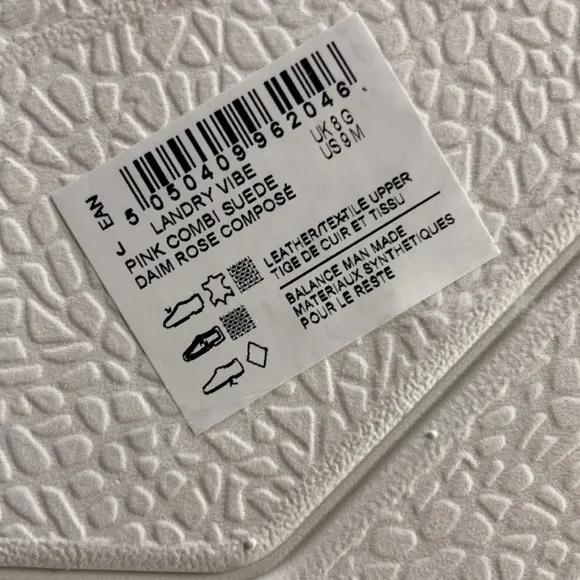 EAN
5 050409 962046
J LANDRY VIBE
PINK COMBI SUEDE
DAIM ROSE COMPOSÉ
UK 8 G
US 9 M
LEATHER/TEXTILE UPPER
TIGE DE CUIR ET TISSU
BALANCE MAN MADE
MATERIAUX SYNTHETIQUES
POUR LE RESTE